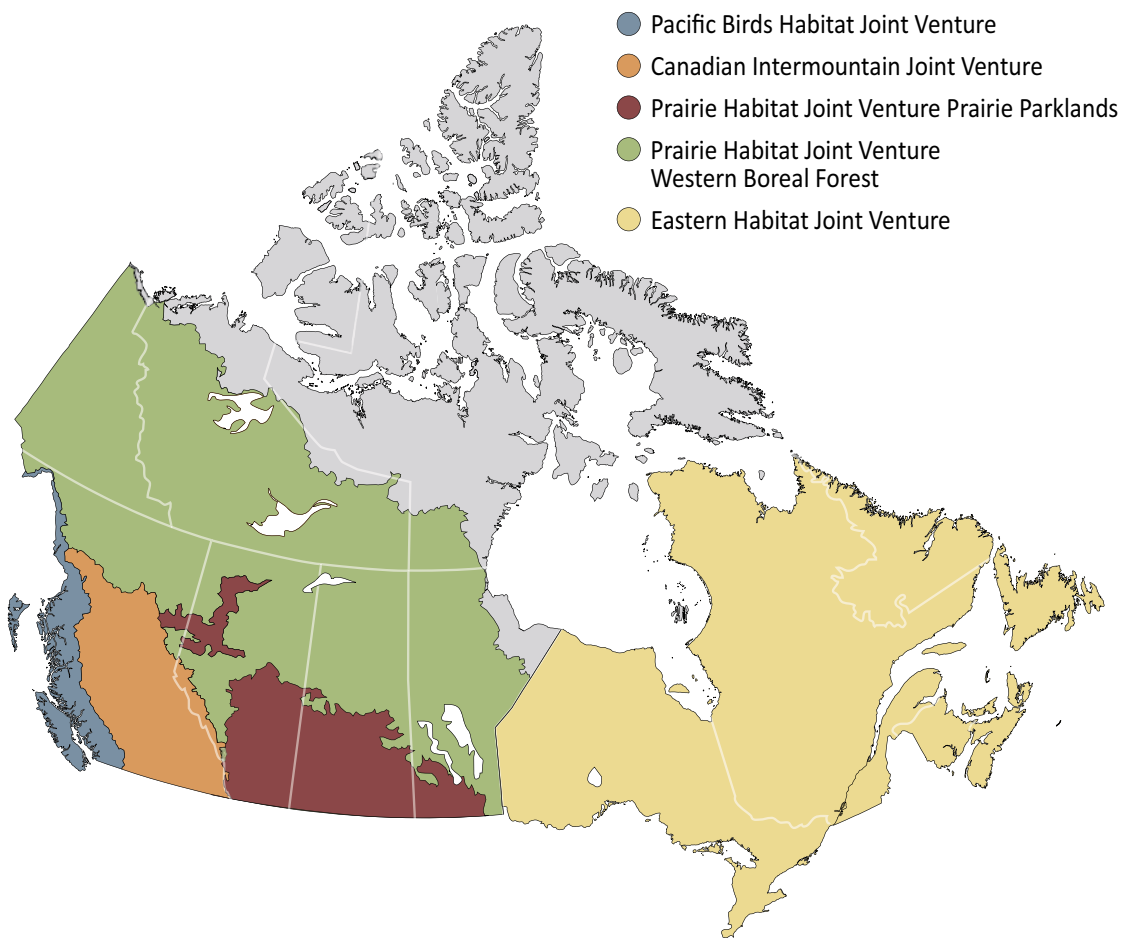 Pacific Birds Habitat Joint Venture
Canadian Intermountain Joint Venture
Prairie Habitat Joint Venture Prairie Parklands
Prairie Habitat Joint Venture
Western Boreal Forest
Eastern Habitat Joint Venture